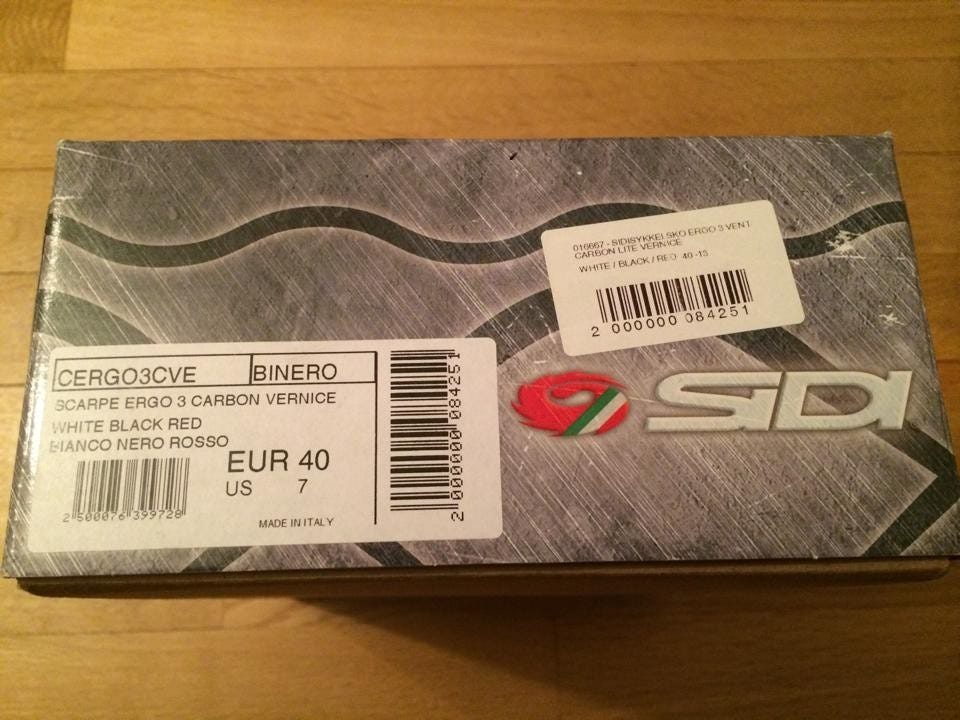 016667 - SIDISYKKEL SKO ERGO 3 VENT
CARBON LITE VERNICE
WHITE / BLACK / RED 40 -13
2 000000 084251
SIDI
CERGO3CVE BINERO
SCARPE ERGO 3 CARBON VERNICE
WHITE BLACK RED
BIANCO NERO ROSSO
EUR 40
US 7
2 500076 399728
MADE IN ITALY
2 000000 084251